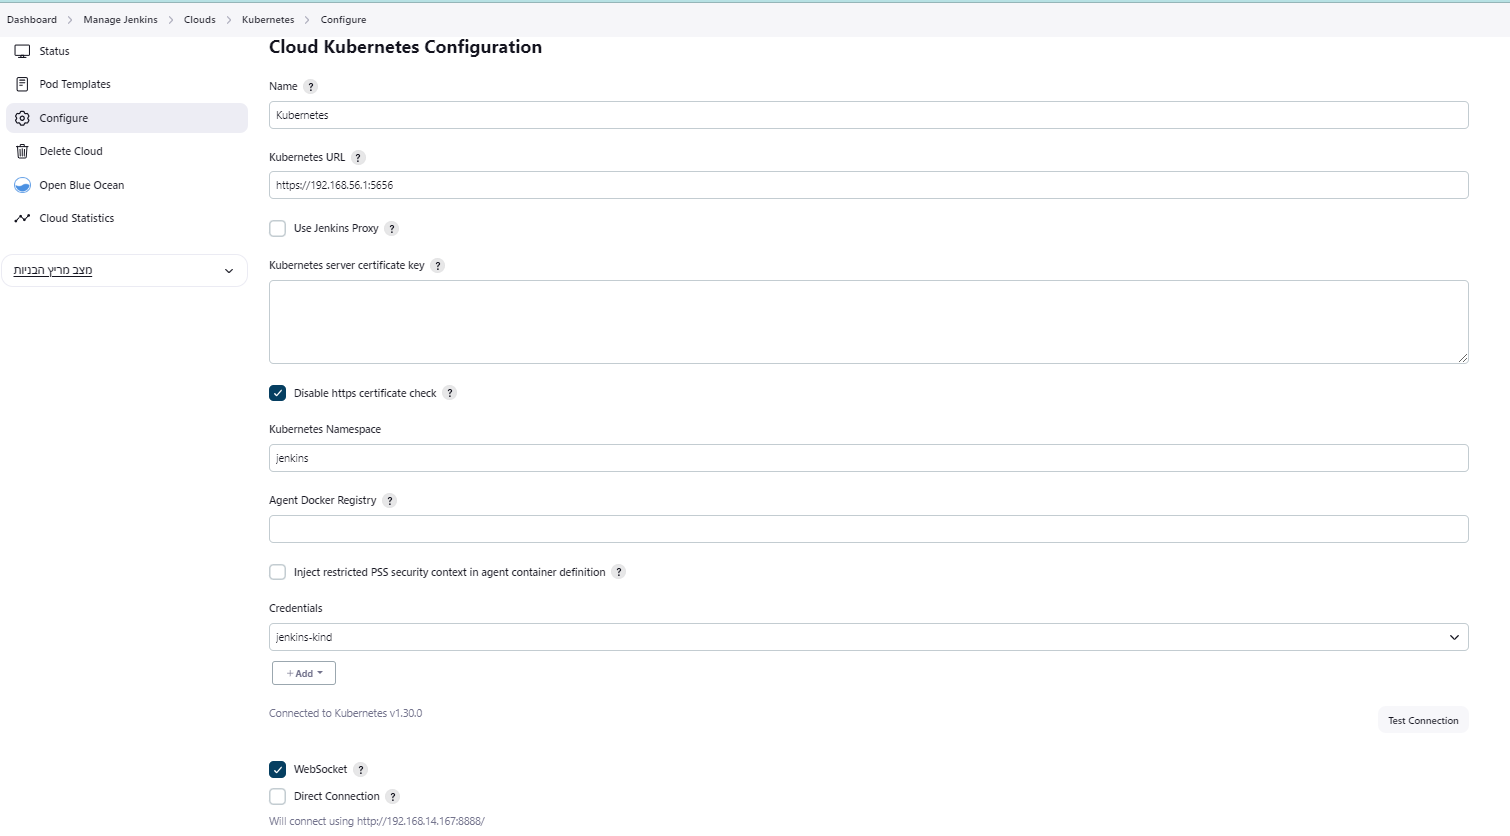 Dashboard > Manage Jenkins > Clouds > Kubernetes > Configure
Status
Pod Templates
Configure
Delete Cloud
Open Blue Ocean
Cloud Statistics
מצב מריץ הבניות
Cloud Kubernetes Configuration
Name ?
Kubernetes
Kubernetes URL ?
https://192.168.56.1:5656
Use Jenkins Proxy ?
Kubernetes server certificate key ?
Disable https certificate check ?
Kubernetes Namespace
jenkins
Agent Docker Registry ?
Inject restricted PSS security context in agent container definition ?
Credentials
jenkins-kind
+ Add
Connected to Kubernetes v1.30.0
Test Connection
WebSocket ?
Direct Connection ?
Will connect using http://192.168.14.167:8888/